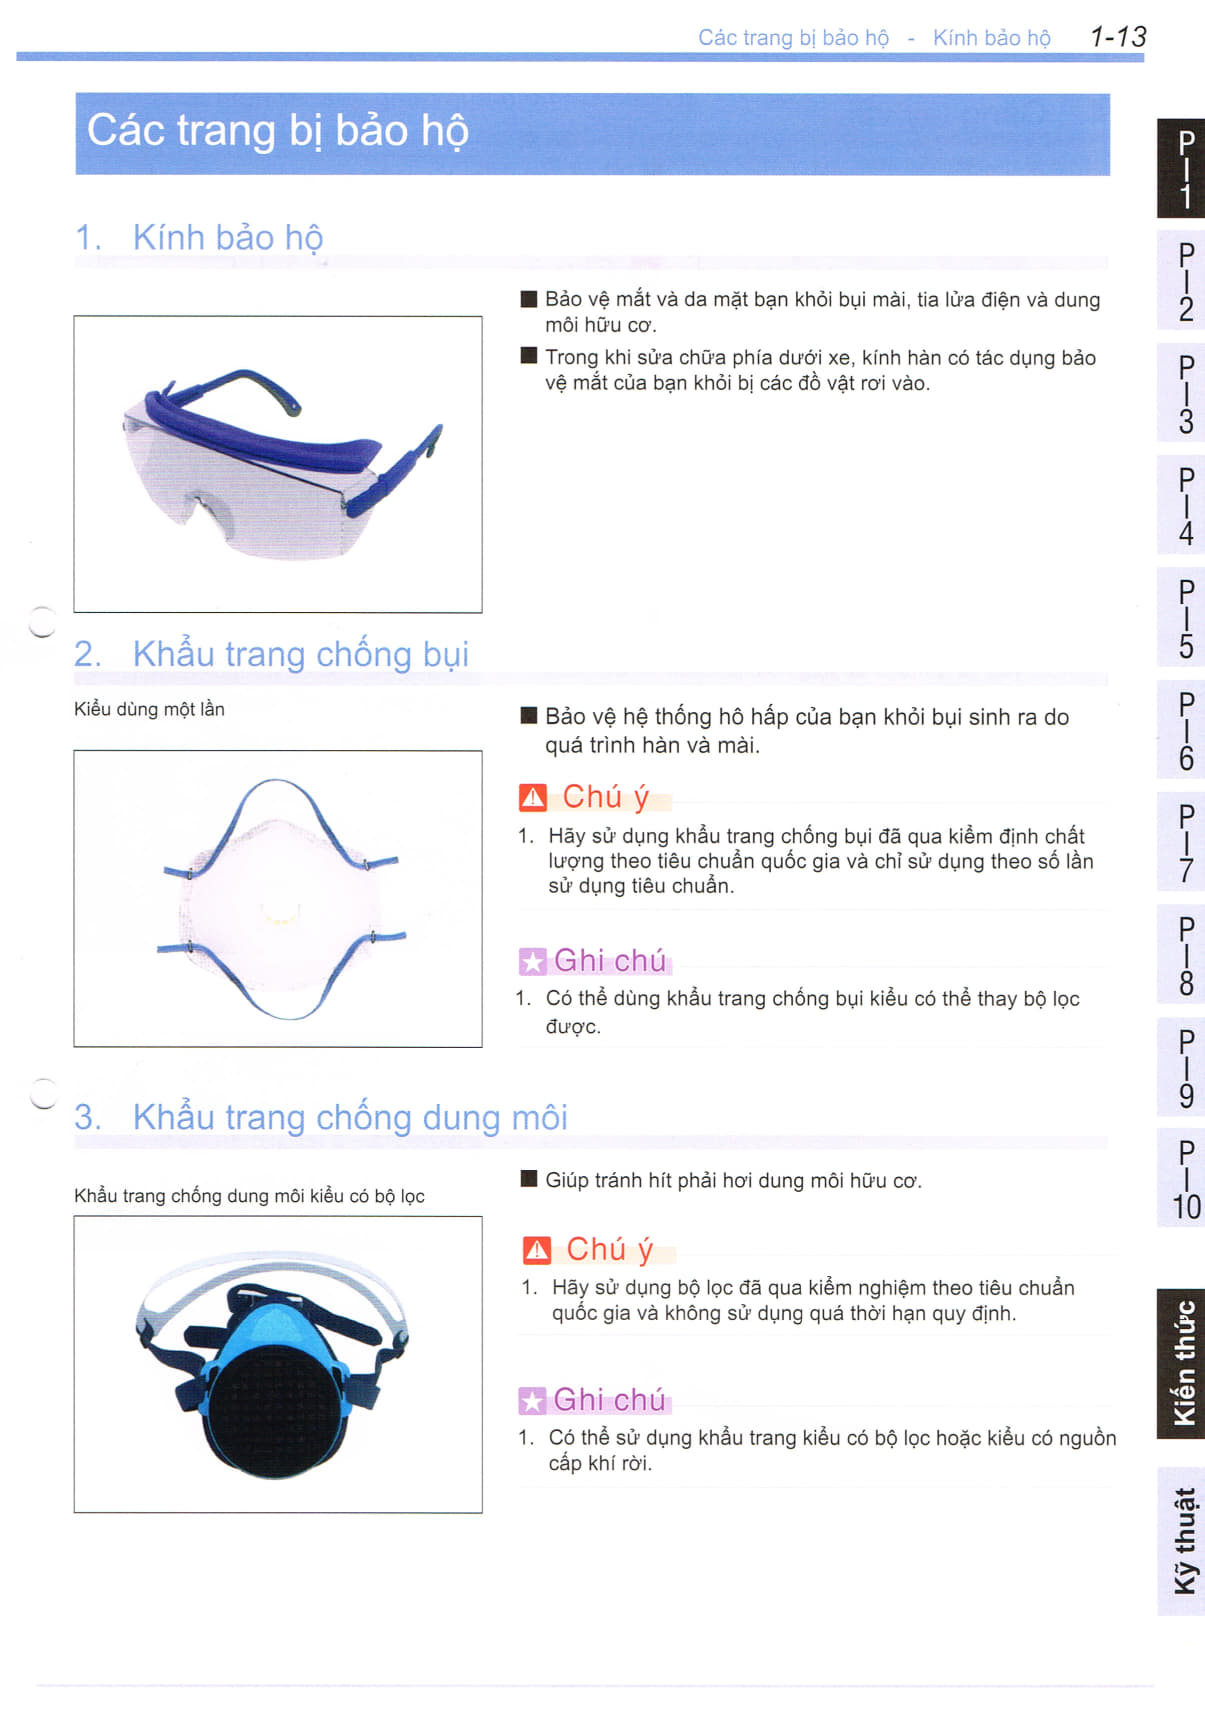 Các trang bị bảo hộ - Kính bảo hộ 1-13
Các trang bị bảo hộ
1. Kính bảo hộ
■ Bảo vệ mắt và da mặt bạn khỏi bụi mài, tia lửa điện và dung
môi hữu cơ.
■ Trong khi sửa chữa phía dưới xe, kính hàn có tác dụng bảo
vệ mắt của bạn khỏi bị các đồ vật rơi vào.
2. Khẩu trang chống bụi
Kiểu dùng một lần
■ Bảo vệ hệ thống hô hấp của bạn khỏi bụi sinh ra do
quá trình hàn và mài.
Chú ý
1. Hãy sử dụng khẩu trang chống bụi đã qua kiểm định chất
lượng theo tiêu chuẩn quốc gia và chỉ sử dụng theo số lần
sử dụng tiêu chuẩn.
Ghi chú
1. Có thể dùng khẩu trang chống bụi kiểu có thể thay bộ lọc
được.
3. Khẩu trang chống dung môi
Khẩu trang chống dung môi kiểu có bộ lọc
■ Giúp tránh hít phải hơi dung môi hữu cơ.
Chú ý
1. Hãy sử dụng bộ lọc đã qua kiểm nghiệm theo tiêu chuẩn
quốc gia và không sử dụng quá thời hạn quy định.
Ghi chú
1. Có thể sử dụng khẩu trang kiểu có bộ lọc hoặc kiểu có nguồn
cấp khí rời.
P-1
P-2
P-3
P-4
P-5
P-6
P-7
P-8
P-9
P-10
Kiến thức
Kỹ thuật